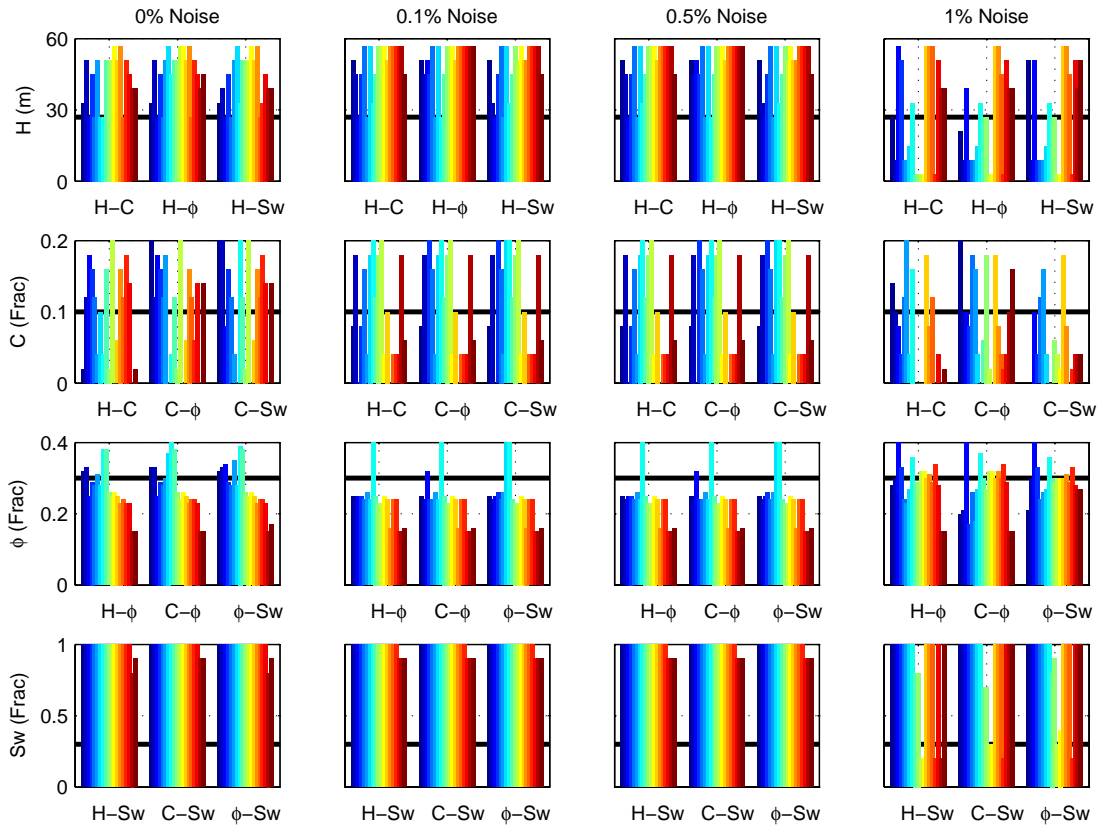 0% Noise 0.1% Noise 0.5% Noise 1% Noise
H (m)
60
30
0
H−C H−ϕ H−Sw H−C H−ϕ H−Sw H−C H−ϕ H−Sw H−C H−ϕ H−Sw
C (Frac)
0.2
0.1
0
H−C C−ϕ C−Sw H−C C−ϕ C−Sw H−C C−ϕ C−Sw H−C C−ϕ C−Sw
ϕ (Frac)
0.4
0.2
0
H−ϕ C−ϕ ϕ−Sw H−ϕ C−ϕ ϕ−Sw H−ϕ C−ϕ ϕ−Sw H−ϕ C−ϕ ϕ−Sw
Sw (Frac)
1
0.5
0
H−Sw C−Sw ϕ−Sw H−Sw C−Sw ϕ−Sw H−Sw C−Sw ϕ−Sw H−Sw C−Sw ϕ−Sw